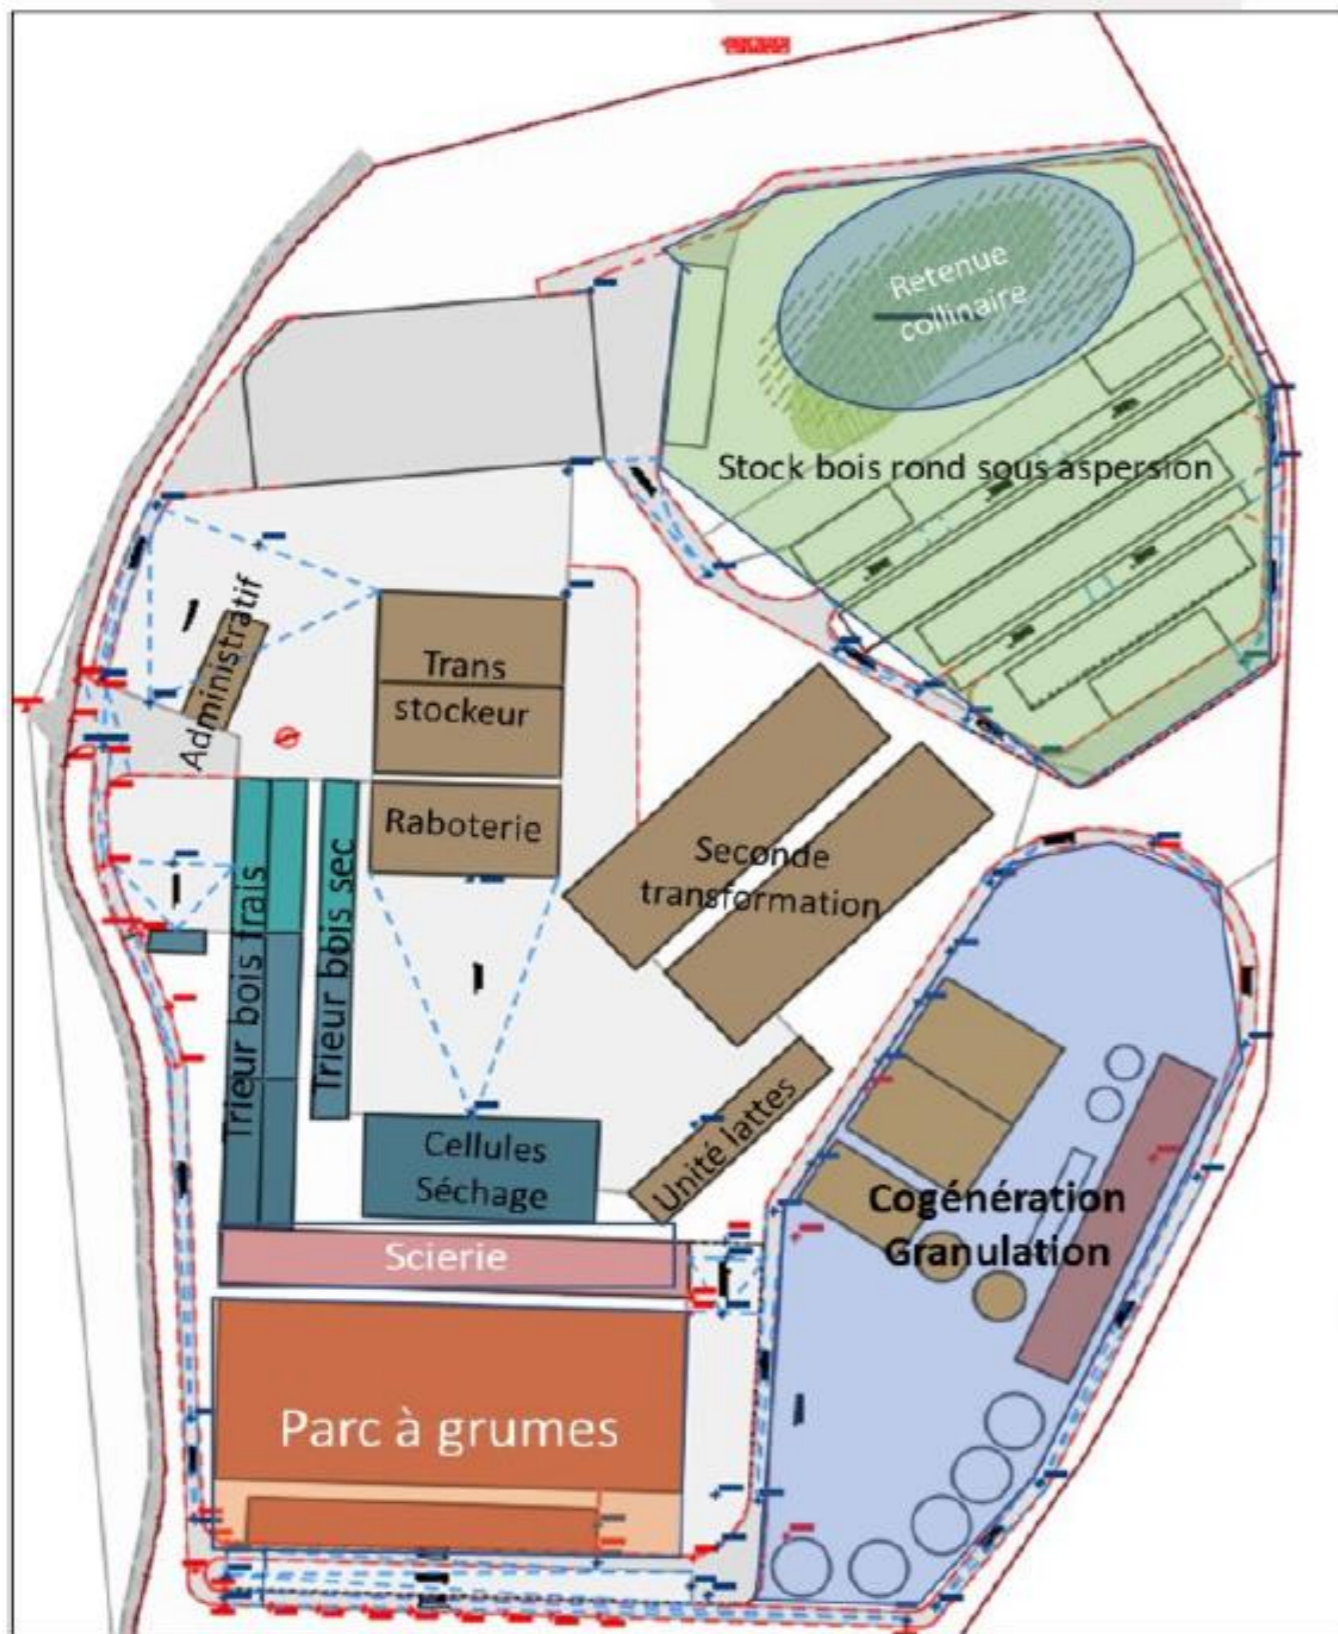 Retenue
collinaire
Stock bois rond sous aspersion
Administratif
Trans
stockeur
Raboterie
Seconde
transformation
Trieur bois frais
Trieur bois sec
Cellules
Séchage
Unité lattes
Cogénération
Granulation
Scierie
Parc à grumes